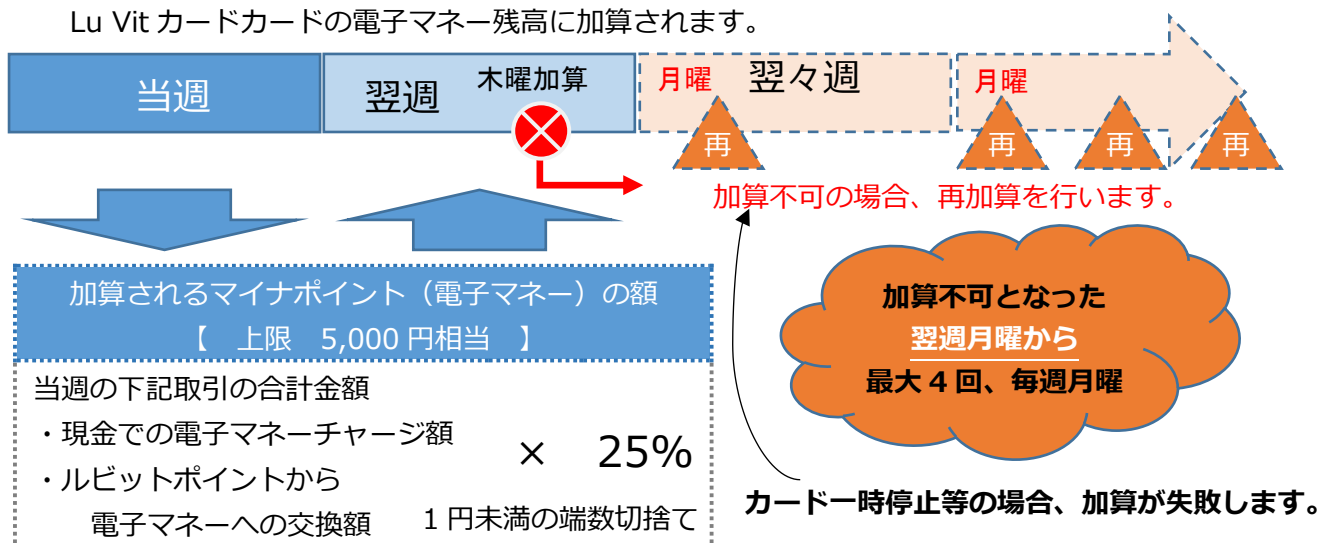 Lu Vit カードカードの電子マネー残高に加算されます。
当週
翌週
木曜加算
月曜
翌々週
月曜
再
再
再
再
加算不可の場合、再加算を行います。
加算されるマイナポイント（電子マネー）の額
【 上限 5,000 円相当 】
当週の下記取引の合計金額
・現金での電子マネーチャージ額
・ルビットポイントから
電子マネーへの交換額
× 25%
1 円未満の端数切捨て
加算不可となった
翌週月曜から
最大 4 回、毎週月曜
カード一時停止等の場合、加算が失敗します。